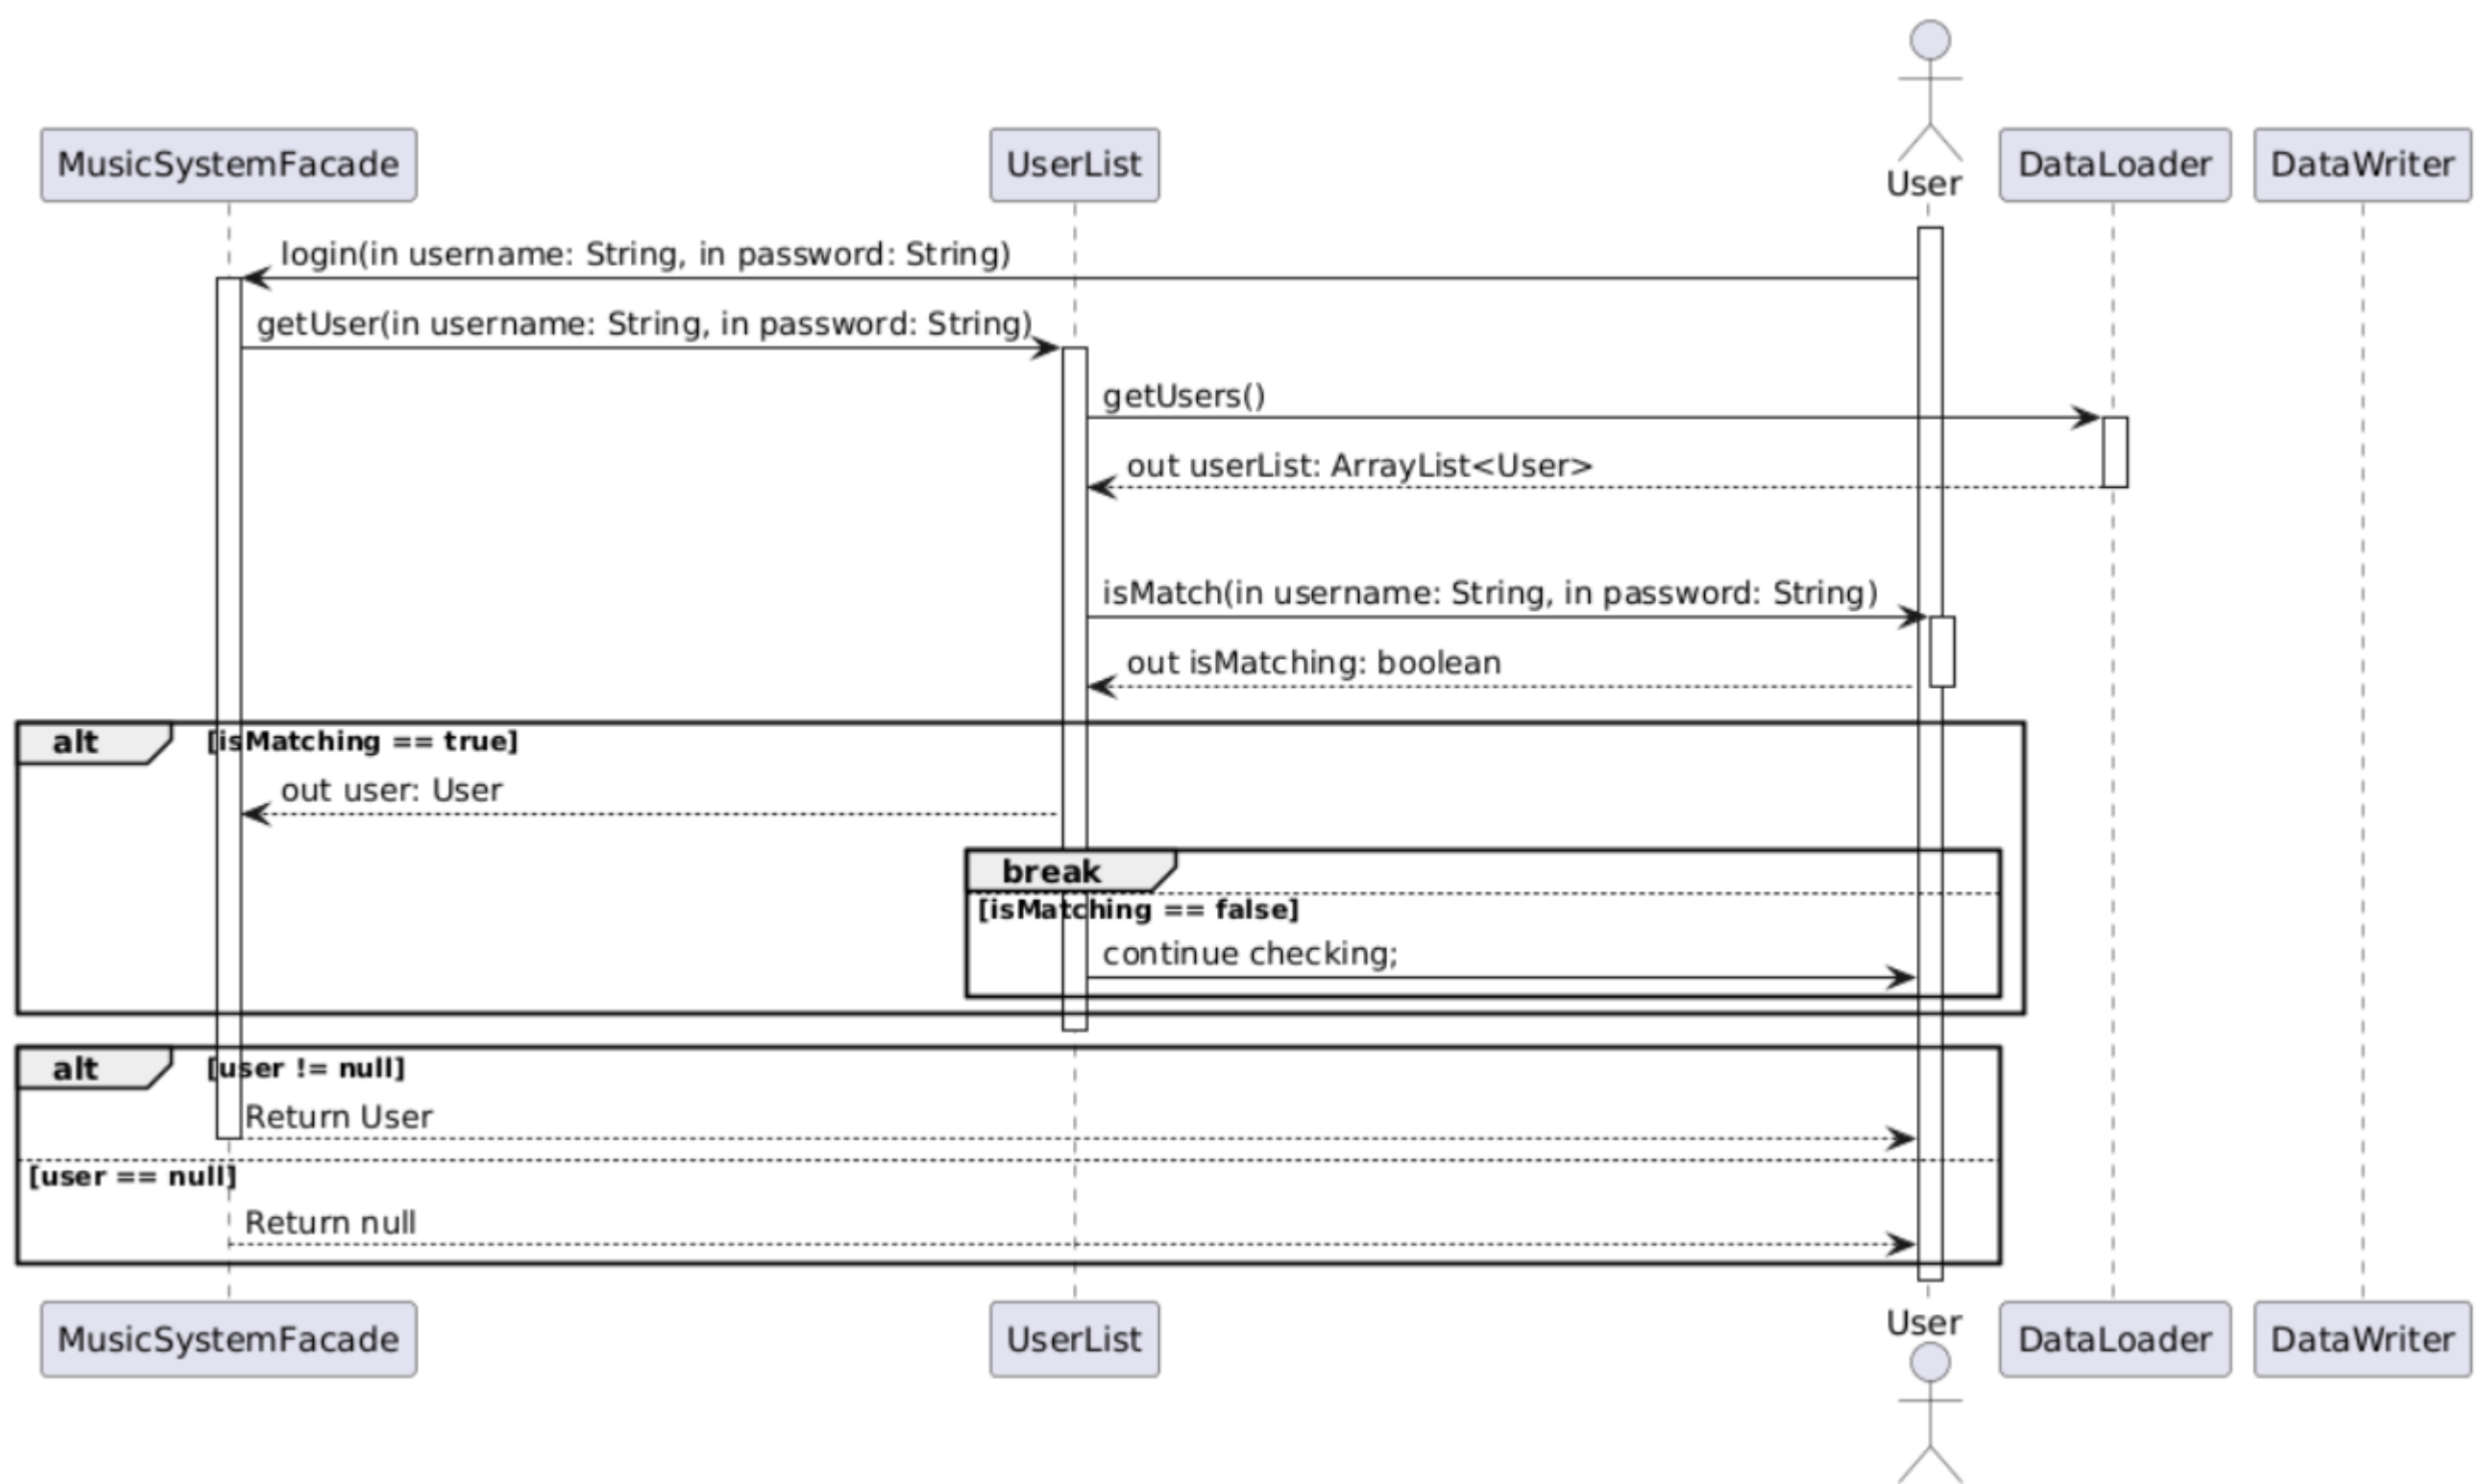 MusicSystemFacade
UserList
User
DataLoader
DataWriter
login(in username: String, in password: String)
getUser(in username: String, in password: String)
getUsers()
out userList: ArrayList<User>
isMatch(in username: String, in password: String)
out isMatching: boolean
alt [isMatching == true]
out user: User
break
[isMatching == false]
continue checking;
alt [user != null]
Return User
[user == null]
Return null
MusicSystemFacade
UserList
User
DataLoader
DataWriter